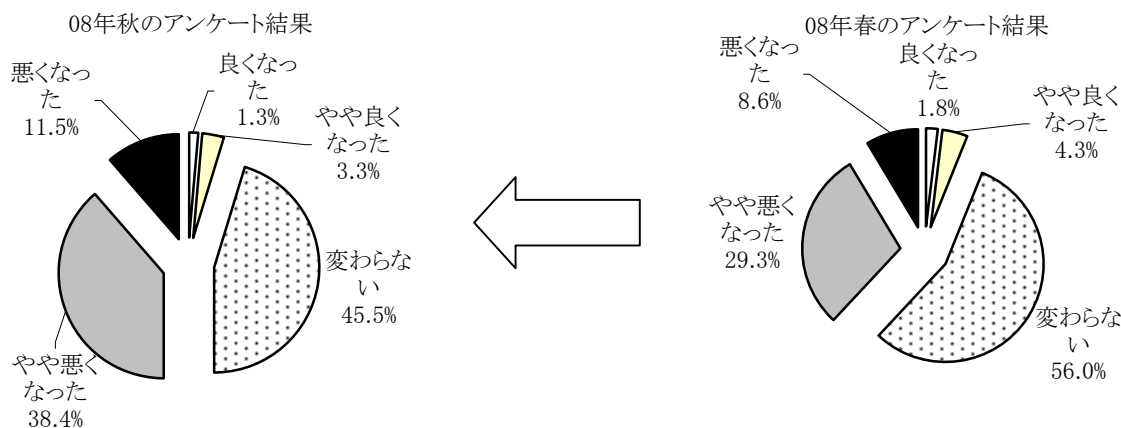 08年秋のアンケート結果
悪くなっ
た
11.5%
良くなっ
た
1.3%
やや良く
なった
3.3%
変わらな
い
45.5%
やや悪く
なった
38.4%
08年春のアンケート結果
悪くなっ
た
8.6%
良くなっ
た
1.8%
やや良く
なった
4.3%
やや悪く
なった
29.3%
変わらな
い
56.0%